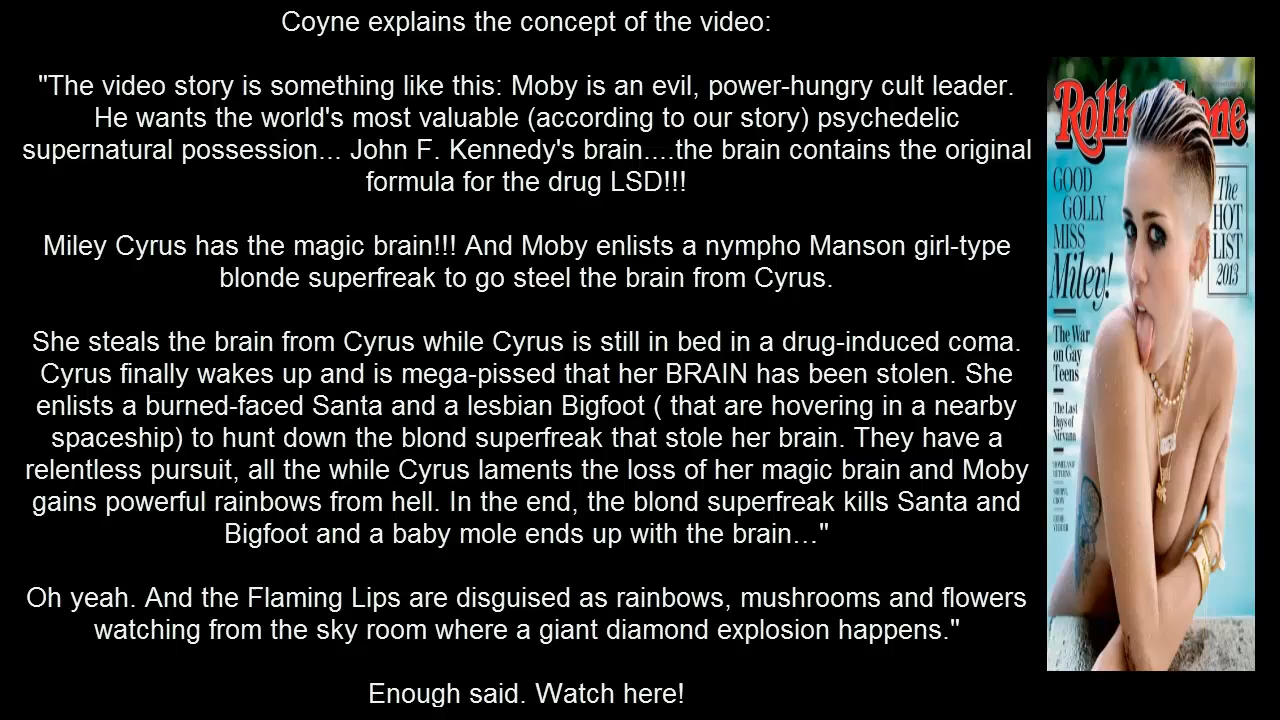 Coyne explains the concept of the video:
"The video story is something like this: Moby is an evil, power-hungry cult leader.
He wants the world's most valuable (according to our story) psychedelic
supernatural possession... John F. Kennedy's brain....the brain contains the original
formula for the drug LSD!!!
Miley Cyrus has the magic brain!!! And Moby enlists a nympho Manson girl-type
blonde superfreak to go steel the brain from Cyrus.
She steals the brain from Cyrus while Cyrus is still in bed in a drug-induced coma.
Cyrus finally wakes up and is mega-pissed that her BRAIN has been stolen. She
enlists a burned-faced Santa and a lesbian Bigfoot ( that are hovering in a nearby
spaceship) to hunt down the blond superfreak that stole her brain. They have a
relentless pursuit, all the while Cyrus laments the loss of her magic brain and Moby
gains powerful rainbows from hell. In the end, the blond superfreak kills Santa and
Bigfoot and a baby mole ends up with the brain…"
Oh yeah. And the Flaming Lips are disguised as rainbows, mushrooms and flowers
watching from the sky room where a giant diamond explosion happens."
Enough said. Watch here!
Rolling Stone
GOOD
GOLLY
MISS
Miley!
The War
on Gay
Teens
The Last
Days of
Nirvana
The
HOT
LIST
2013